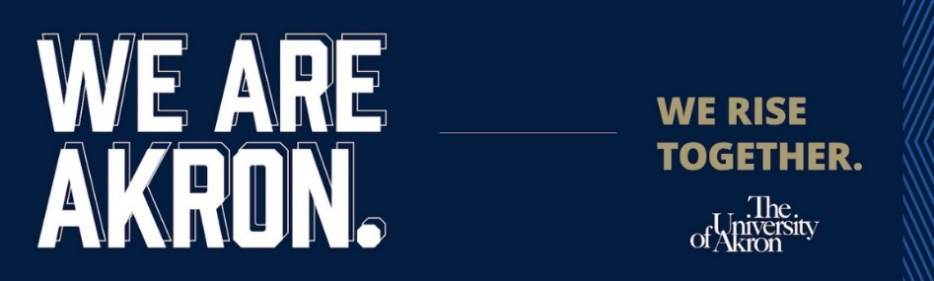 WE ARE
AKRON.
WE RISE
TOGETHER.
The
University
of Akron